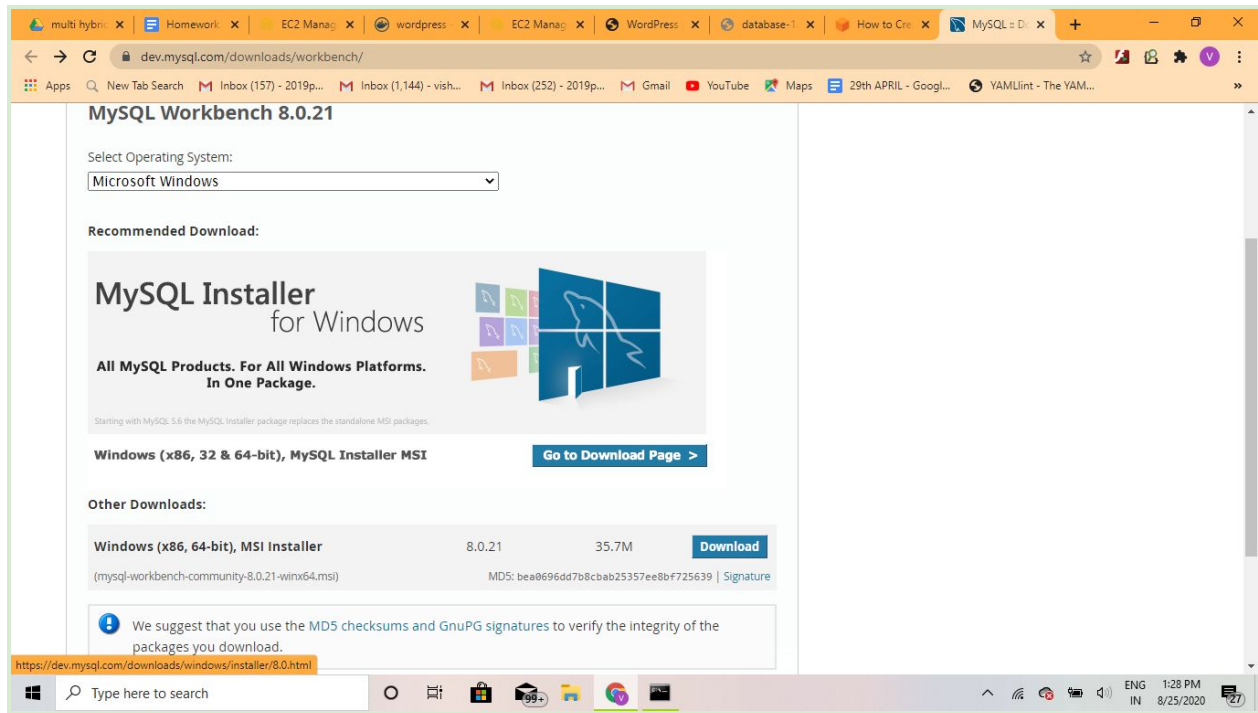 multi hybric
Homework
EC2 Manag
wordpress -
EC2 Manag
WordPress
database-1
How to Cre
MySQL :: Do
dev.mysql.com/downloads/workbench/
V
Apps
New Tab Search
Inbox (157) - 2019p...
Inbox (1,144) - vish...
Inbox (252) - 2019p...
Gmail
YouTube
Maps
29th APRIL - Googl...
YAMLlint - The YAM...
»
MySQL Workbench 8.0.21
Select Operating System:
Microsoft Windows
Recommended Download:
MySQL Installer
for Windows
All MySQL Products. For All Windows Platforms.
In One Package.
Starting with MySQL 5.6 the MySQL Installer package replaces the standalone MSI packages.
Windows (x86, 32 & 64-bit), MySQL Installer MSI
Go to Download Page >
Other Downloads:
Windows (x86, 64-bit), MSI Installer 8.0.21 35.7M Download
(mysql-workbench-community-8.0.21-winx64.msi) MD5: bea0696dd7b8cbab25357ee8bf725639 | Signature
We suggest that you use the MD5 checksums and GnuPG signatures to verify the integrity of the
packages you download.
https://dev.mysql.com/downloads/windows/installer/8.0.html
Type here to search
99+
V
ENG
IN
1:28 PM
8/25/2020
27